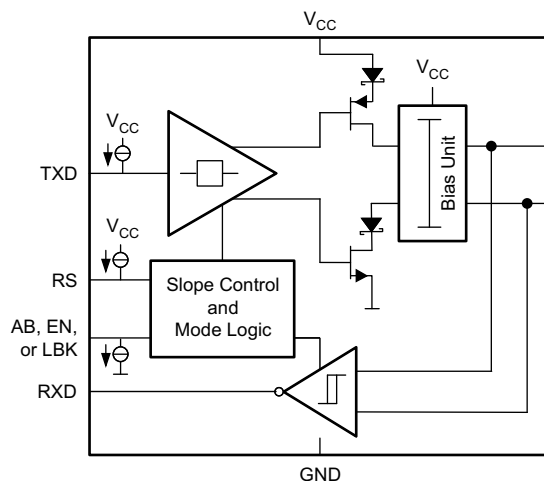 VCC
VCC
VCC
TXD
Bias Unit
VCC
RS
Slope Control
and
Mode Logic
AB, EN,
or LBK
RXD
GND